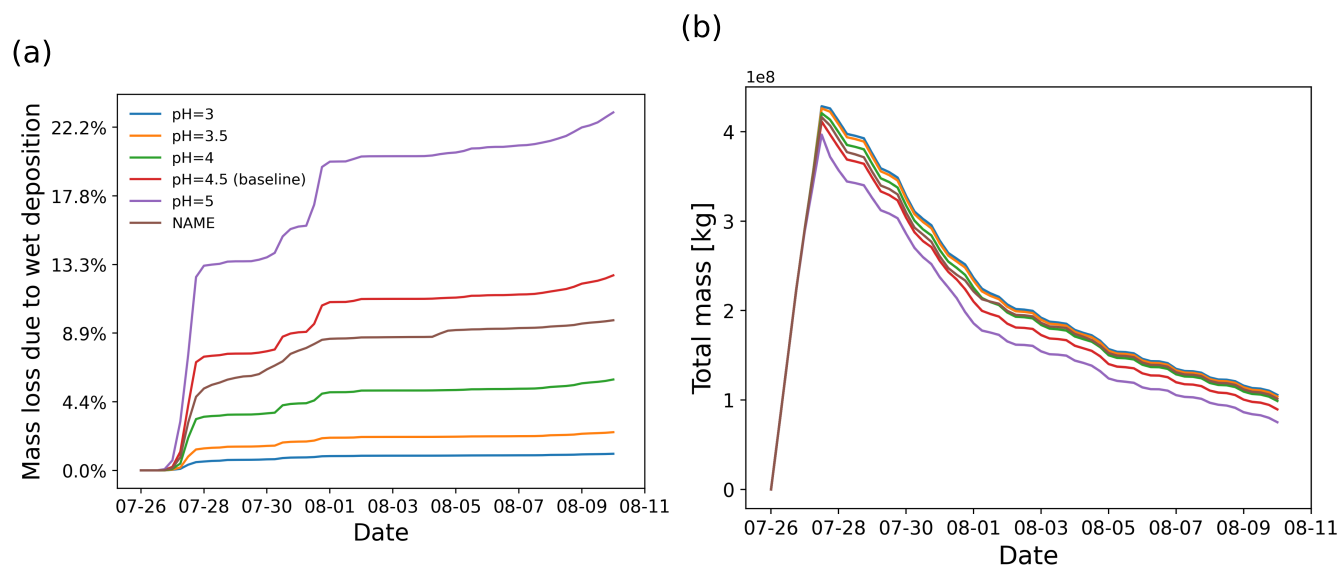 (a)
Mass loss due to wet deposition
22.2%
17.8%
13.3%
8.9%
4.4%
0.0%
pH=3
pH=3.5
pH=4
pH=4.5 (baseline)
pH=5
NAME
07-26 07-28 07-30 08-01 08-03 08-05 08-07 08-09 08-11
Date
(b)
1e8
Total mass [kg]
4
3
2
1
0
07-26 07-28 07-30 08-01 08-03 08-05 08-07 08-09 08-11
Date